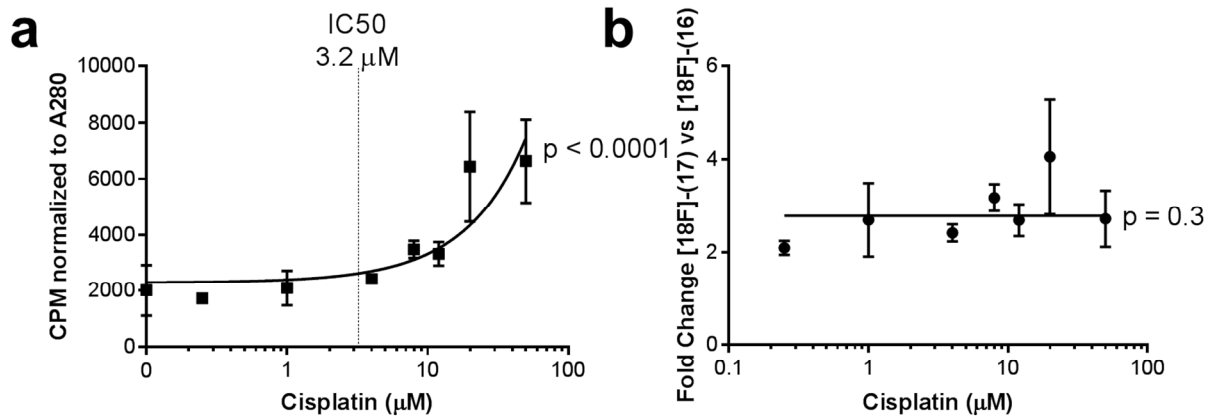 a
IC50
3.2 μM
10000
8000
6000
4000
2000
0
CPM normalized to A280
p < 0.0001
0
1
10
100
Cisplatin (μM)
b
6
4
2
0
Fold Change [18F]-(17) vs [18F]-(16)
p = 0.3
0.1
1
10
100
Cisplatin (μM)